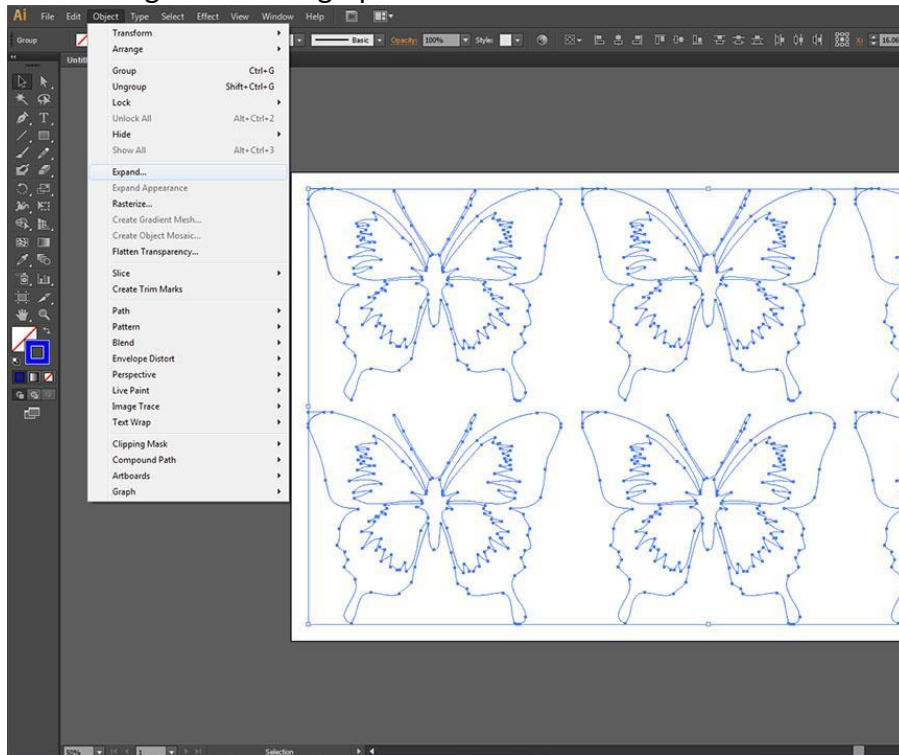 Ai File Edit Object Type Select Effect View Window Help
Group Basic Opacity: 100% Style:
Transform
Arrange
Group Ctrl+G
Ungroup Shift+Ctrl+G
Lock
Unlock All Alt+Ctrl+2
Hide
Show All Alt+Ctrl+3
Expand...
Expand Appearance
Rasterize...
Create Gradient Mesh...
Create Object Mosaic...
Flatten Transparency...
Slice
Create Trim Marks
Path
Pattern
Blend
Envelope Distort
Perspective
Live Paint
Image Trace
Text Wrap
Clipping Mask
Compound Path
Artboards
Graph
50% 1 Selection